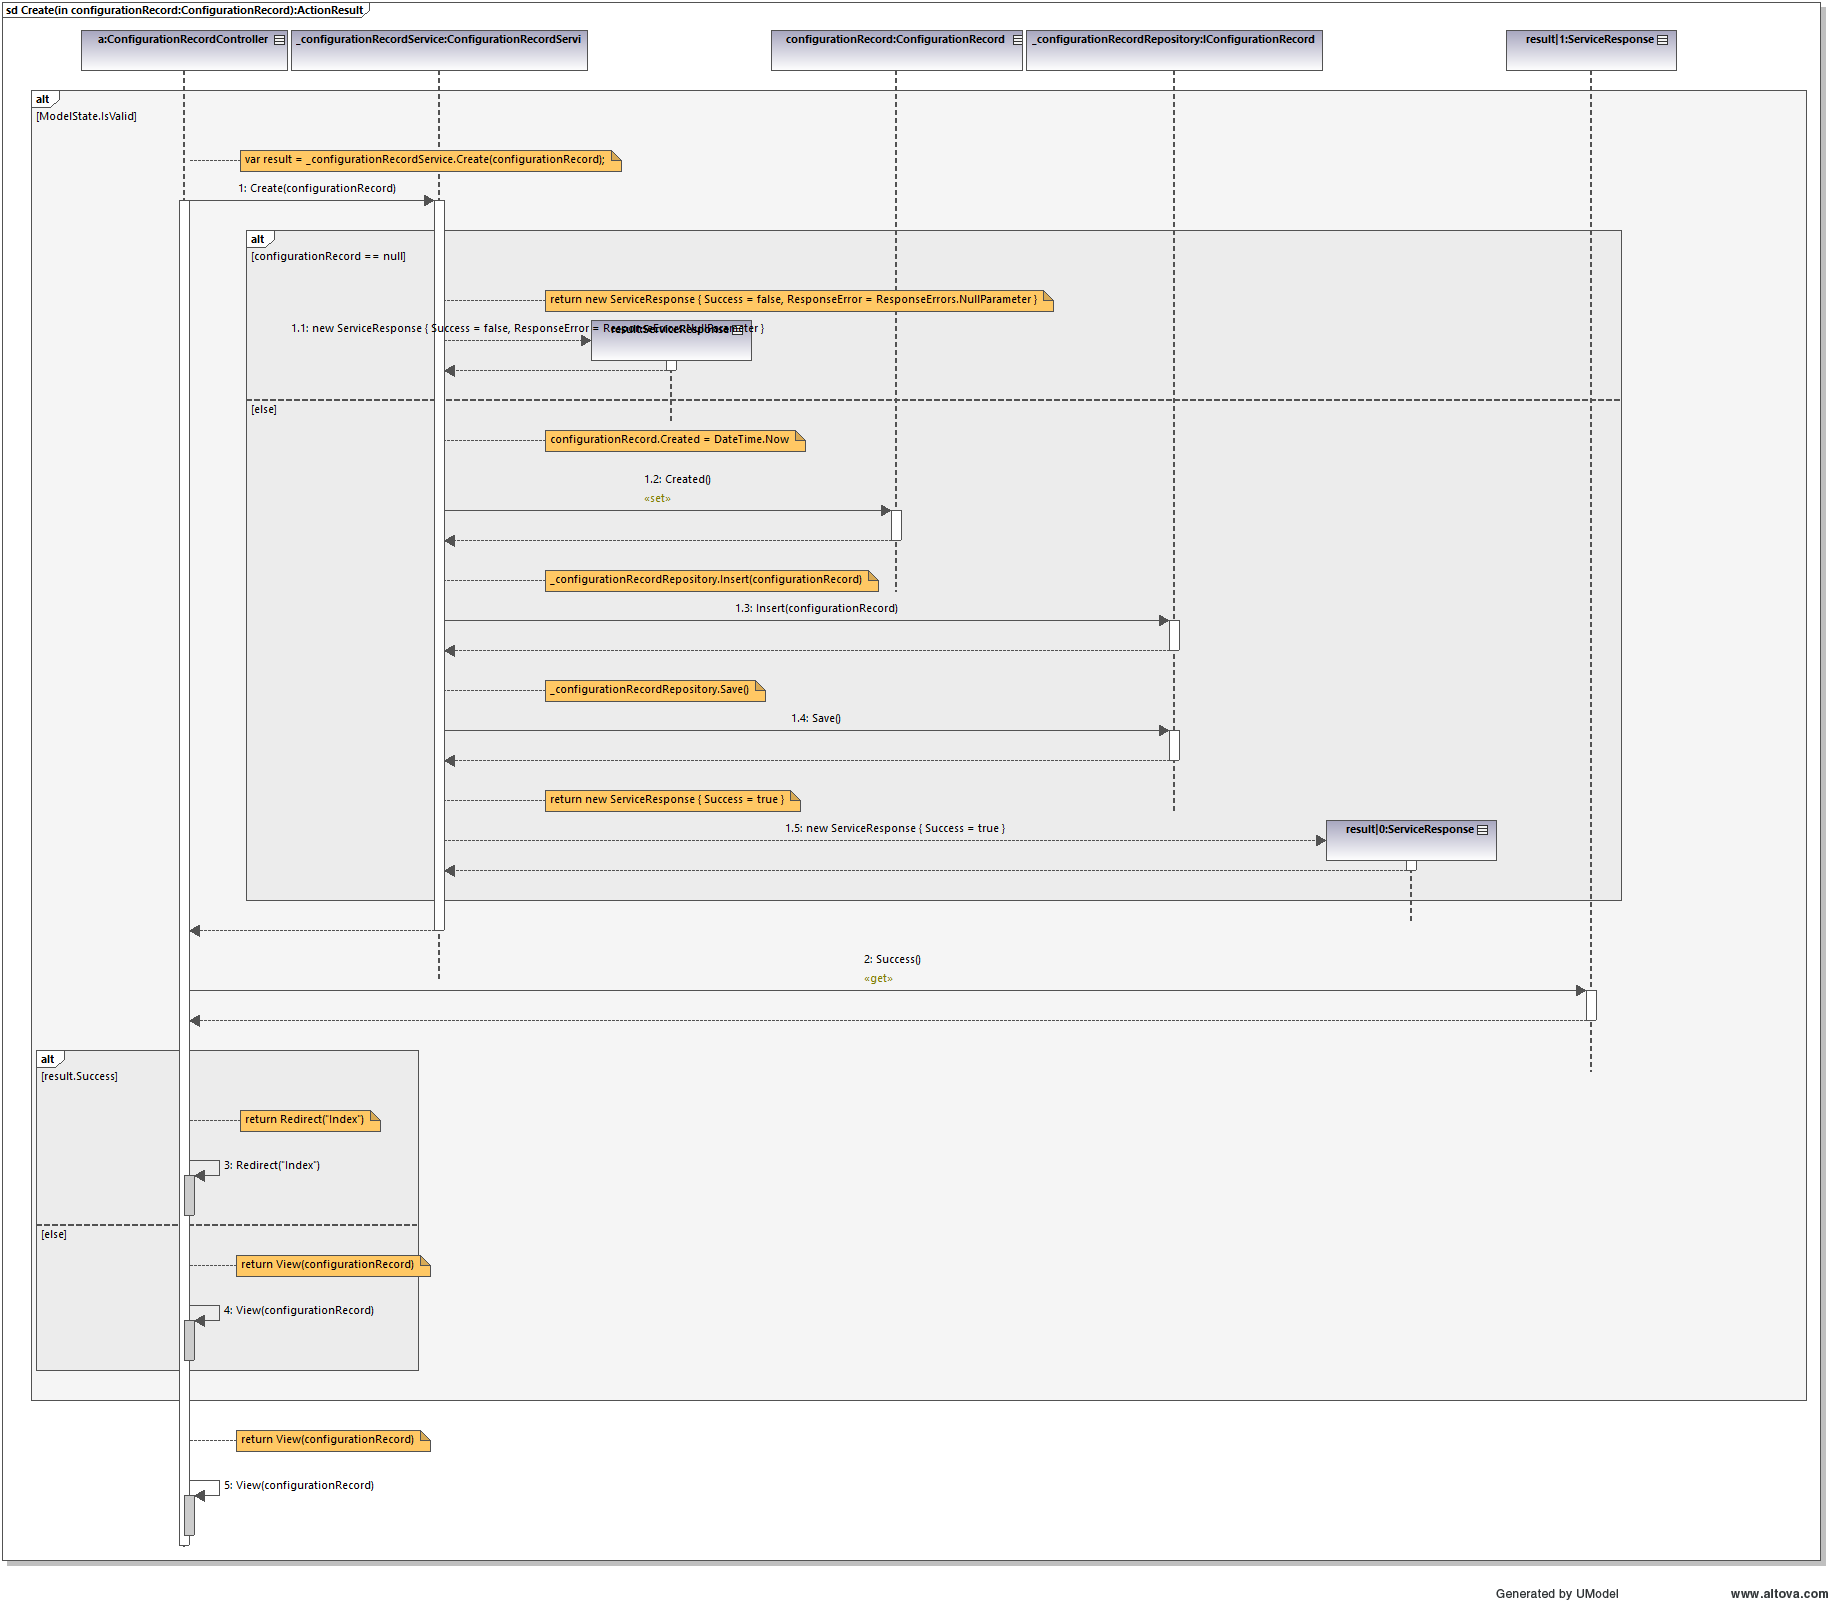 sd Create(in configurationRecord:ConfigurationRecord):ActionResult
a:ConfigurationRecordController
_configurationRecordService:ConfigurationRecordServi
configurationRecord:ConfigurationRecord
_configurationRecordRepository:IConfigurationRecord
result|1:ServiceResponse
alt
[ModelState.IsValid]
var result = _configurationRecordService.Create(configurationRecord);
1: Create(configurationRecord)
alt
[configurationRecord == null]
return new ServiceResponse { Success = false, ResponseError = ResponseErrors.NullParameter }
1.1: new ServiceResponse { Success = false, ResponseError = ResponseErrors.NullParameter }
result:ServiceResponse
[else]
configurationRecord.Created = DateTime.Now
1.2: Created()
«set»
_configurationRecordRepository.Insert(configurationRecord)
1.3: Insert(configurationRecord)
_configurationRecordRepository.Save()
1.4: Save()
return new ServiceResponse { Success = true }
1.5: new ServiceResponse { Success = true }
result|0:ServiceResponse
2: Success()
«get»
alt
[result.Success]
return Redirect("Index")
3: Redirect("Index")
[else]
return View(configurationRecord)
4: View(configurationRecord)
return View(configurationRecord)
5: View(configurationRecord)
Generated by UModel
www.altova.com